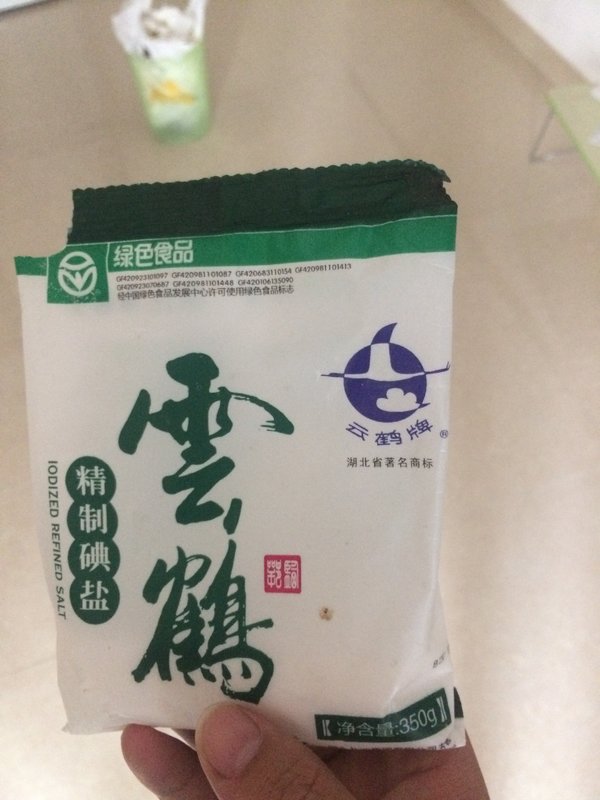 绿色食品
GF420923101097 GF420981101087 GF420683110154 GF420981101413
GF420923070687 GF420981101448 GF420106135090
经中国绿色食品发展中心许可使用绿色食品标志
云鹤牌
®
湖北省著名商标
雲鶴
精制碘盐
IODIZED REFINED SALT
净含量:350g